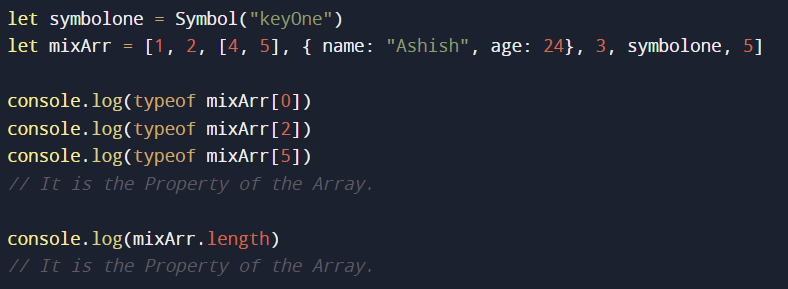 let symbolone = Symbol("keyOne")
let mixArr = [1, 2, [4, 5], { name: "Ashish", age: 24}, 3, symbolone, 5]
console.log(typeof mixArr[0])
console.log(typeof mixArr[2])
console.log(typeof mixArr[5])
// It is the Property of the Array.
console.log(mixArr.length)
// It is the Property of the Array.